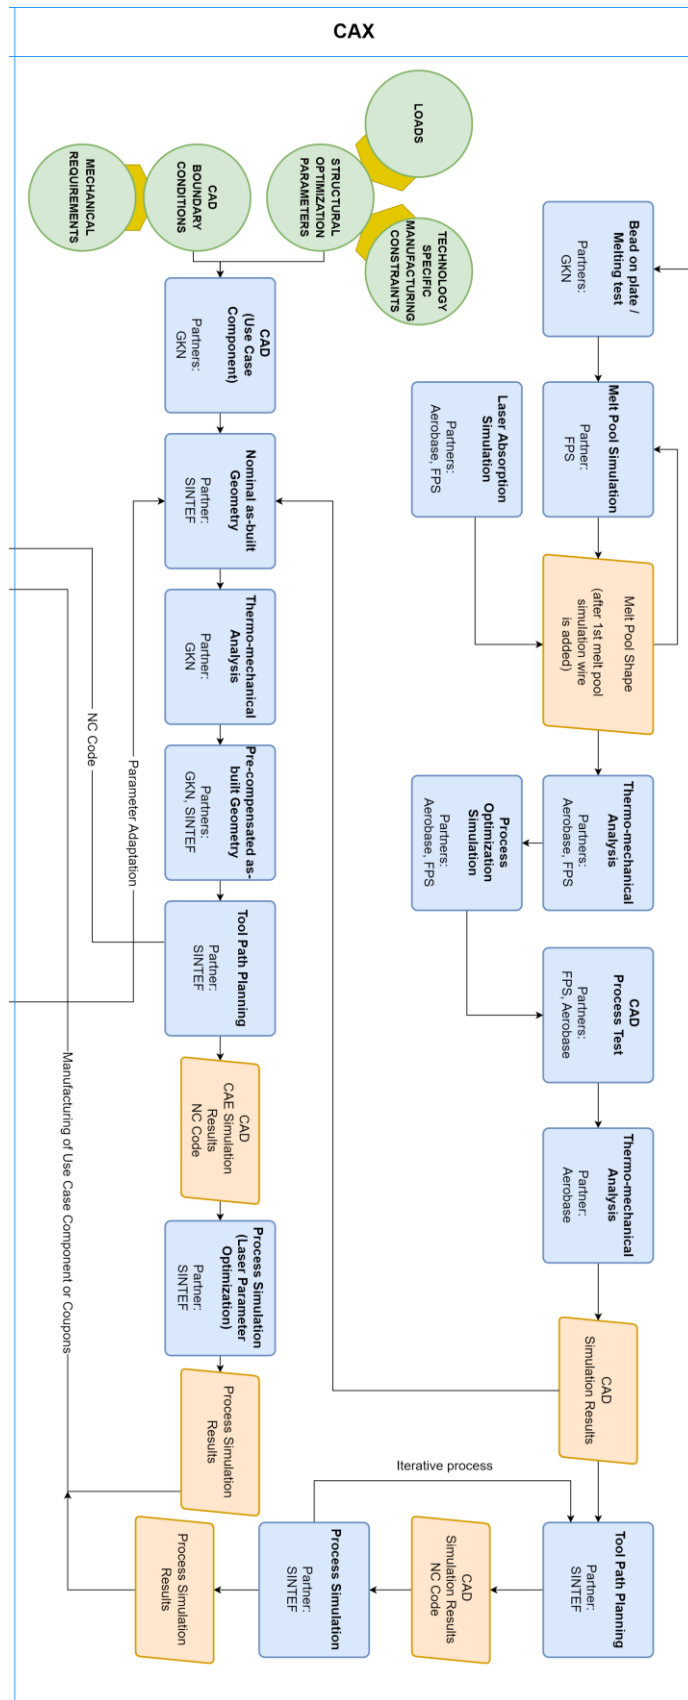 CAX
LOADS
STRUCTURAL
OPTIMIZATION
PARAMETERS
TECHNOLOGY
SPECIFIC
MANUFACTURING
CONSTRAINTS
CAD
BOUNDARY
CONDITIONS
MECHANICAL
REQUIREMENTS
Bead on plate /
Melting test
Partners:
GKN
Melt Pool Simulation
Partner:
FPS
Laser Absorption
Simulation
Partners:
Aerobase, FPS
Melt Pool Shape
(after 1st melt pool
simulation wire
is added)
Thermo-mechanical
Analysis
Partners:
Aerobase, FPS
Process
Optimization
Simulation
Partners:
Aerobase, FPS
CAD
Process Test
Partners:
FPS, Aerobase
Thermo-mechanical
Analysis
Partner:
Aerobase
CAD
Simulation Results
Tool Path Planning
Partner:
SINTEF
Iterative process
CAD
Simulation Results
NC Code
Process Simulation
Partner:
SINTEF
Process Simulation
Results
CAD
(Use Case
Component)
Partners:
GKN
Nominal as-built
Geometry
Partner:
SINTEF
Thermo-mechanical
Analysis
Partner:
GKN
Pre-compensated as-
built Geometry
Partners:
GKN, SINTEF
Tool Path Planning
Partner:
SINTEF
CAD
CAE Simulation
Results
NC Code
Process Simulation
(Laser Parameter
Optimization)
Partner:
SINTEF
Process Simulation
Results
Parameter Adaptation
NC Code
Manufacturing of Use Case Component or Coupons